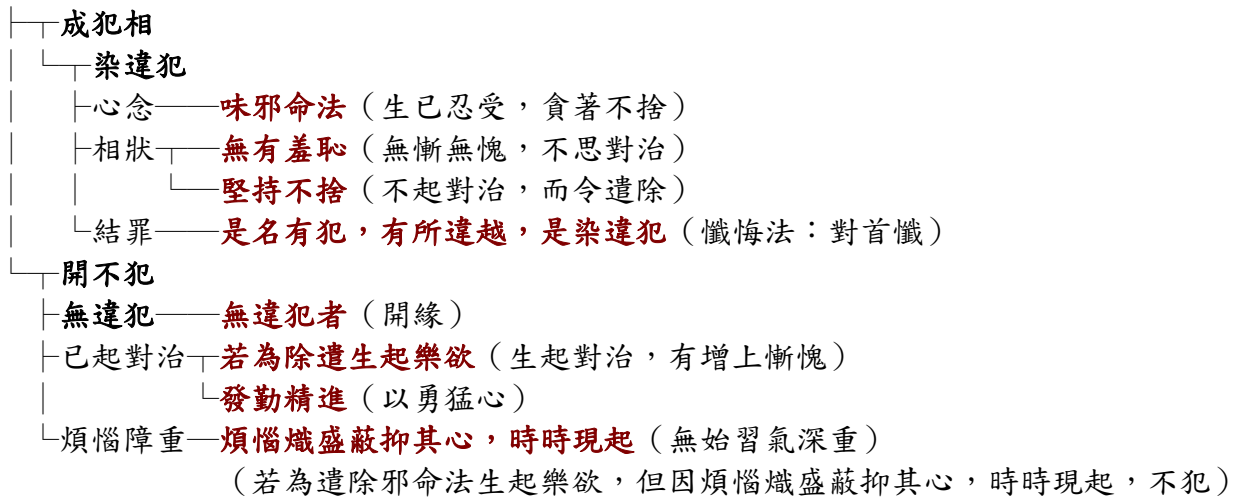 成犯相
染違犯
心念——味邪命法（生已忍受，貪著不捨）
相狀——無有羞恥（無慚無愧，不思對治）
堅持不捨（不起對治，而令遣除）
結罪——是名有犯，有所違越，是染違犯（懺悔法：對首懺）
開不犯
無違犯——無違犯者（開緣）
已起對治 若為除遣生起樂欲（生起對治，有增上慚愧）
發勤精進（以勇猛心）
煩惱障重—煩惱熾盛蔽抑其心，時時現起（無始習氣深重）
（若為遣除邪命法生起樂欲，但因煩惱熾盛蔽抑其心，時時現起，不犯）